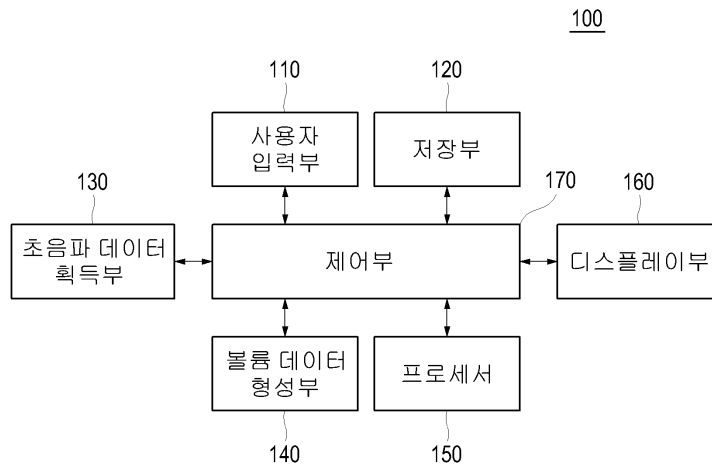 100
110
120
사용자
입력부
저장부
130
170
160
초음파 데이터
획득부
제어부
디스플레이부
볼륨 데이터
형성부
프로세서
140
150